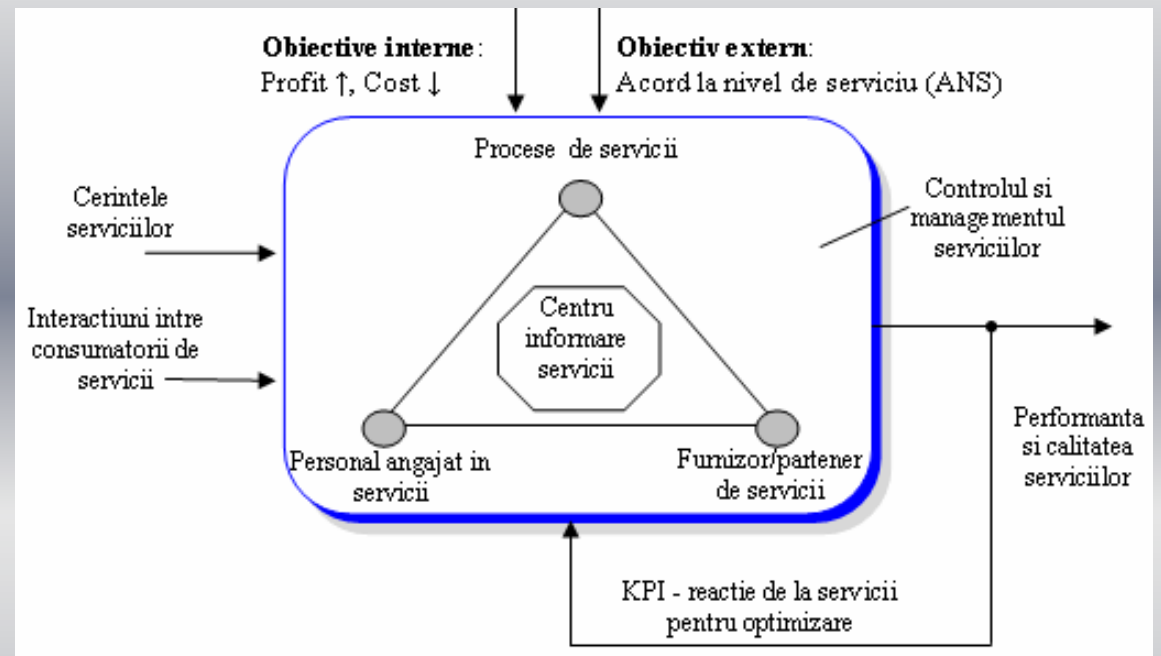 Obiective interne:
Profit ↑, Cost ↓
Obiectiv extern:
Acord la nivel de serviciu (ANS)
Procese de servicii
Cerintele
serviciilor
Controlul si
managementul
serviciilor
Centru
informare
servicii
Interactiuni intre
consumatorii de
servicii
Personal angajat in
servicii
Furnizor/partener
de servicii
Performanta
si calitatea
serviciilor
KPI - reactie de la servicii
pentru optimizare